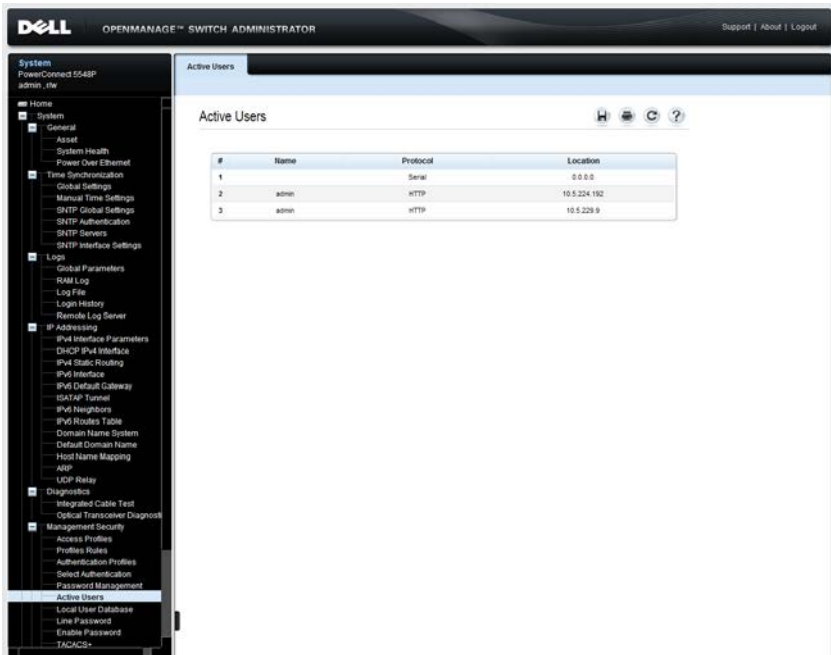 DELL OPENMANAGE™ SWITCH ADMINISTRATOR Support | About | Logout
System
PowerConnect 5548P
admin , r/w
Home
System
General
Asset
System Health
Power Over Ethernet
Time Synchronization
Global Settings
Manual Time Settings
SNTP Global Settings
SNTP Authentication
SNTP Servers
SNTP Interface Settings
Logs
Global Parameters
RAM Log
Log File
Login History
Remote Log Server
IP Addressing
IPv4 Interface Parameters
DHCP IPv4 Interface
IPv4 Static Routing
IPv6 Interface
IPv6 Default Gateway
ISATAP Tunnel
IPv6 Neighbors
IPv6 Routes Table
Domain Name System
Default Domain Name
Host Name Mapping
ARP
UDP Relay
Diagnostics
Integrated Cable Test
Optical Transceiver Diagnosti
Management Security
Access Profiles
Profiles Rules
Authentication Profiles
Select Authentication
Password Management
Active Users
Local User Database
Line Password
Enable Password
TACACS+
Active Users
Active Users
# Name Protocol Location
1 Serial 0.0.0.0
2 admin HTTP 10.5.224.192
3 admin HTTP 10.5.229.9